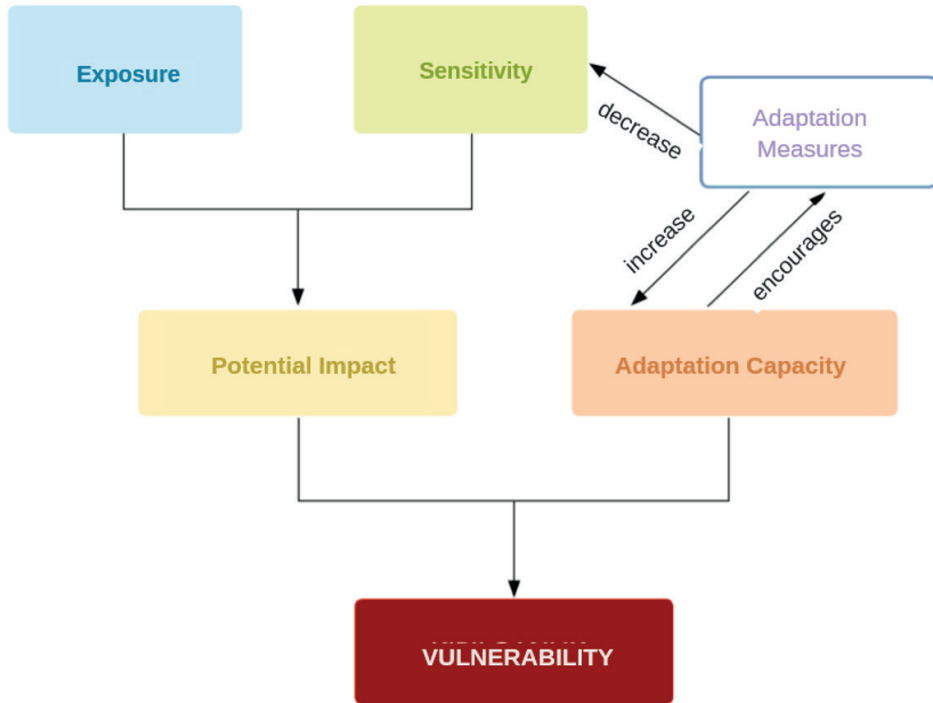 Exposure
Sensitivity
decrease
Adaptation
Measures
increase
encourages
Potential Impact
Adaptation Capacity
VULNERABILITY